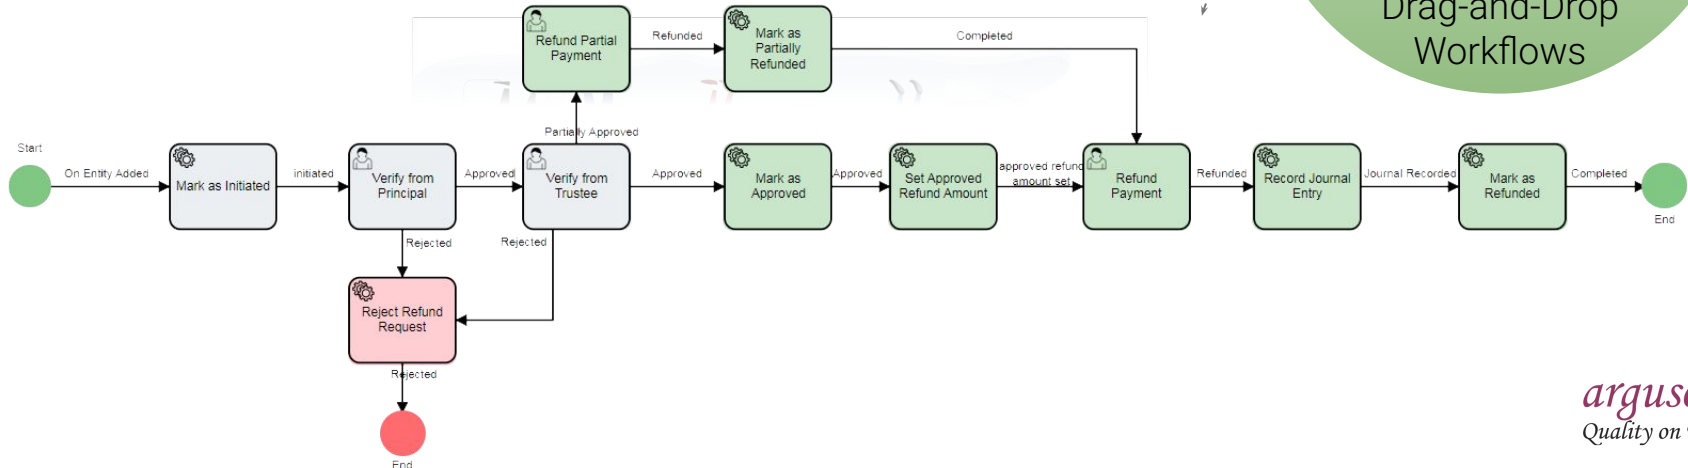 Drag-and-Drop
Workflows
Refund Partial
Payment
Refunded
Mark as
Partially
Refunded
Completed
Partially Approved
Start
On Entity Added
Mark as Initiated
initiated
Verify from
Principal
Approved
Verify from
Trustee
Approved
Mark as
Approved
Approved
Set Approved
Refund Amount
approved refund
amount set
Refund
Payment
Refunded
Record Journal
Entry
Journal Recorded
Mark as
Refunded
Completed
End
Rejected
Rejected
Reject Refund
Request
Rejected
End
Quality on